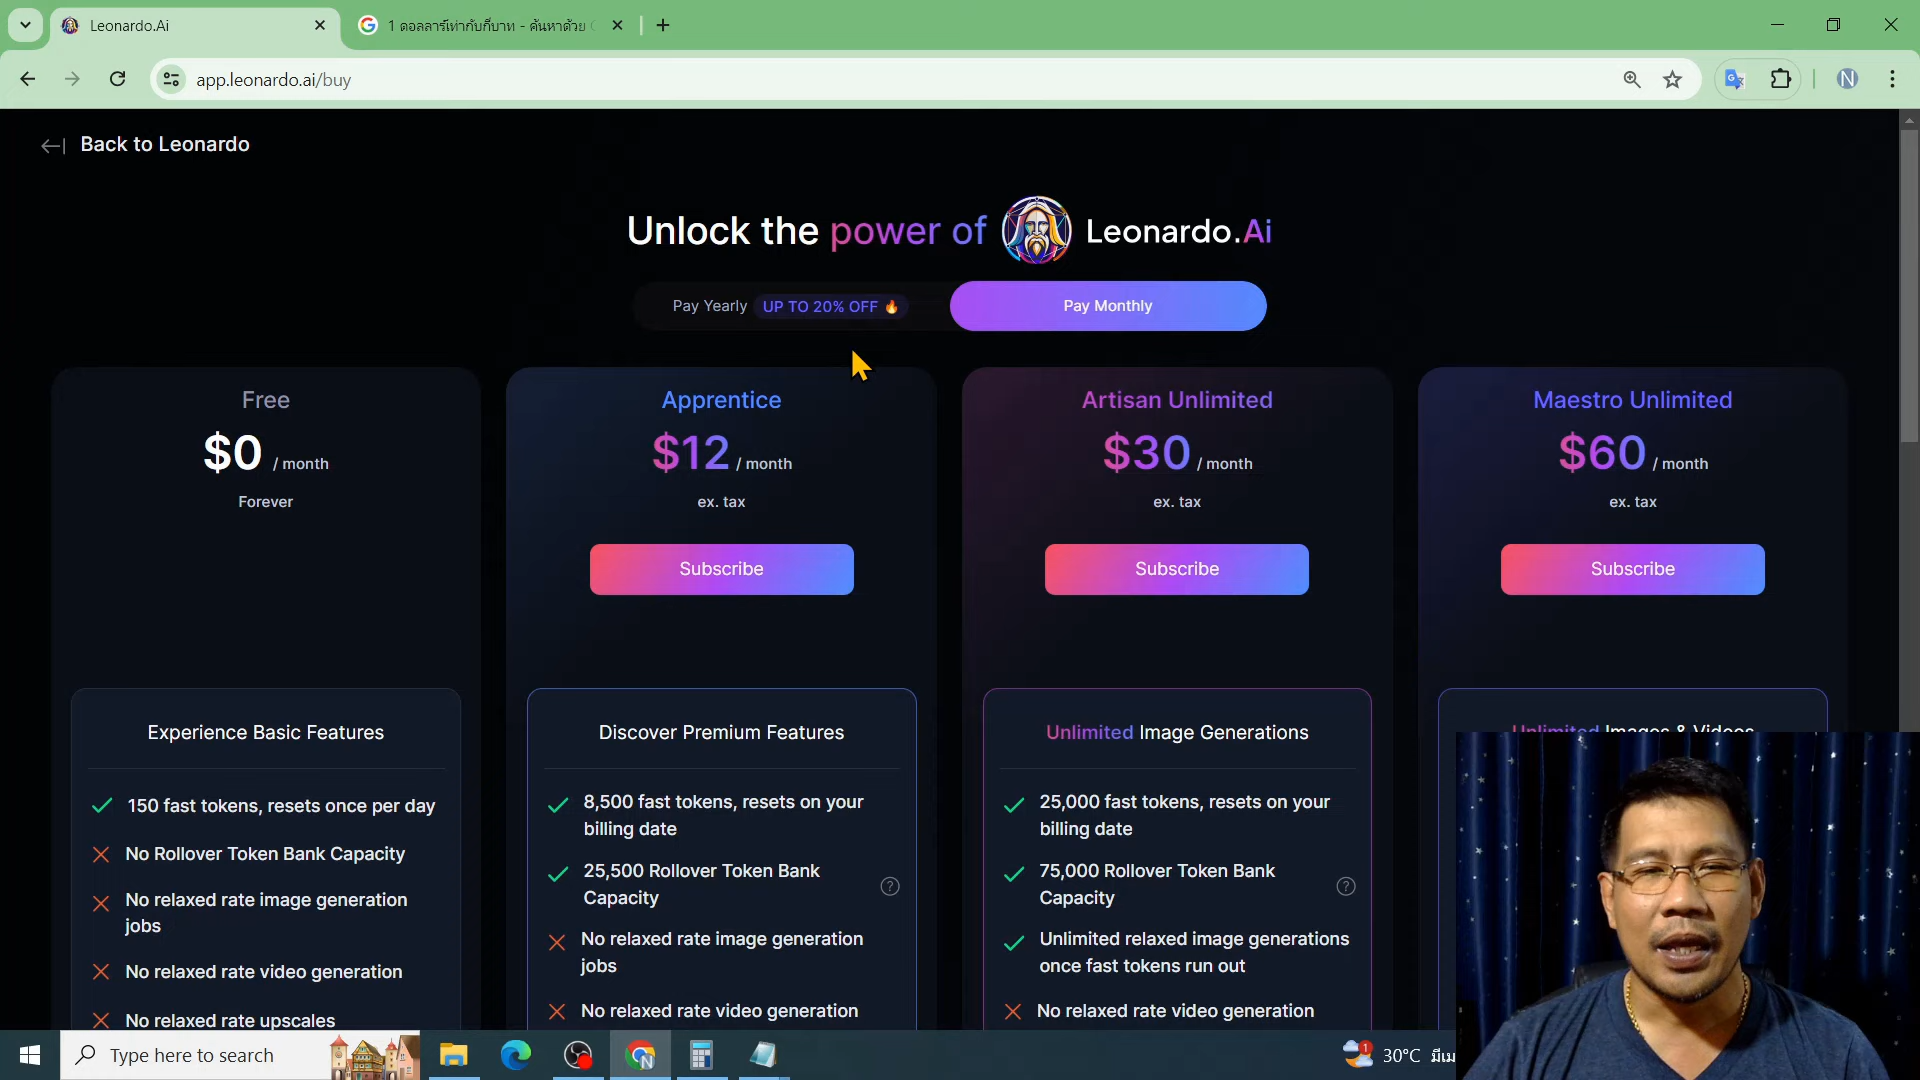 Leonardo.Ai
1 ดอลลาร์เท่ากับกี่บาท - ค้นหาด้วย
app.leonardo.ai/buy
N
Back to Leonardo
Unlock the power of Leonardo.Ai
Pay Yearly UP TO 20% OFF
Pay Monthly
Free
$0 / month
Forever
Experience Basic Features
150 fast tokens, resets once per day
No Rollover Token Bank Capacity
No relaxed rate image generation
jobs
No relaxed rate video generation
No relaxed rate upscales
Apprentice
$12 / month
ex. tax
Subscribe
Discover Premium Features
8,500 fast tokens, resets on your
billing date
25,500 Rollover Token Bank
Capacity
?
No relaxed rate image generation
jobs
No relaxed rate video generation
Artisan Unlimited
$30 / month
ex. tax
Subscribe
Unlimited Image Generations
25,000 fast tokens, resets on your
billing date
75,000 Rollover Token Bank
Capacity
?
Unlimited relaxed image generations
once fast tokens run out
No relaxed rate video generation
Maestro Unlimited
$60 / month
ex. tax
Subscribe
Unlimited Images & Videos
Type here to search
1
30°C